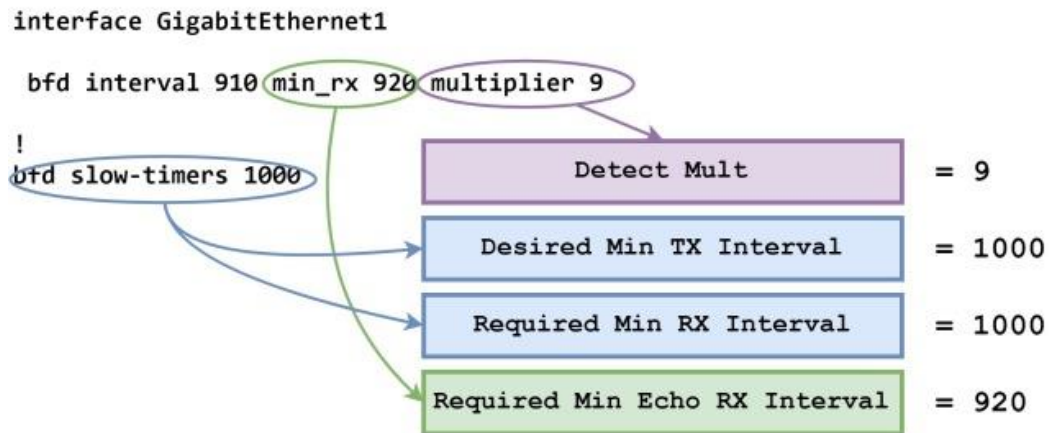 interface GigabitEthernet1
bfd interval 910 min_rx 920 multiplier 9
!
bfd slow-timers 1000
Detect Mult = 9
Desired Min TX Interval = 1000
Required Min RX Interval = 1000
Required Min Echo RX Interval = 920